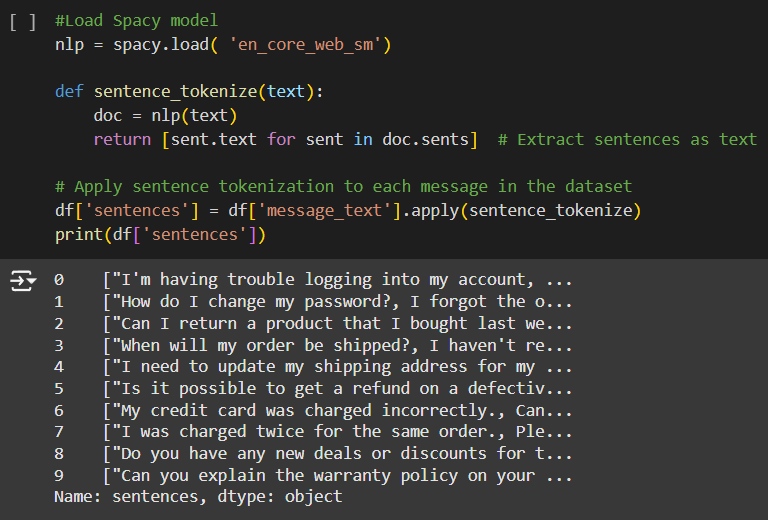 [ ] #Load Spacy model
nlp = spacy.load( 'en_core_web_sm')
def sentence_tokenize(text):
doc = nlp(text)
return [sent.text for sent in doc.sents]  # Extract sentences as text
# Apply sentence tokenization to each message in the dataset
df['sentences'] = df['message_text'].apply(sentence_tokenize)
print(df['sentences'])
0    ["I'm having trouble logging into my account, ...
1    ["How do I change my password?, I forgot the o...
2    ["Can I return a product that I bought last we...
3    ["When will my order be shipped?, I haven't re...
4    ["I need to update my shipping address for my ...
5    ["Is it possible to get a refund on a defectiv...
6    ["My credit card was charged incorrectly., Can...
7    ["I was charged twice for the same order., Ple...
8    ["Do you have any new deals or discounts for t...
9    ["Can you explain the warranty policy on your ...
Name: sentences, dtype: object